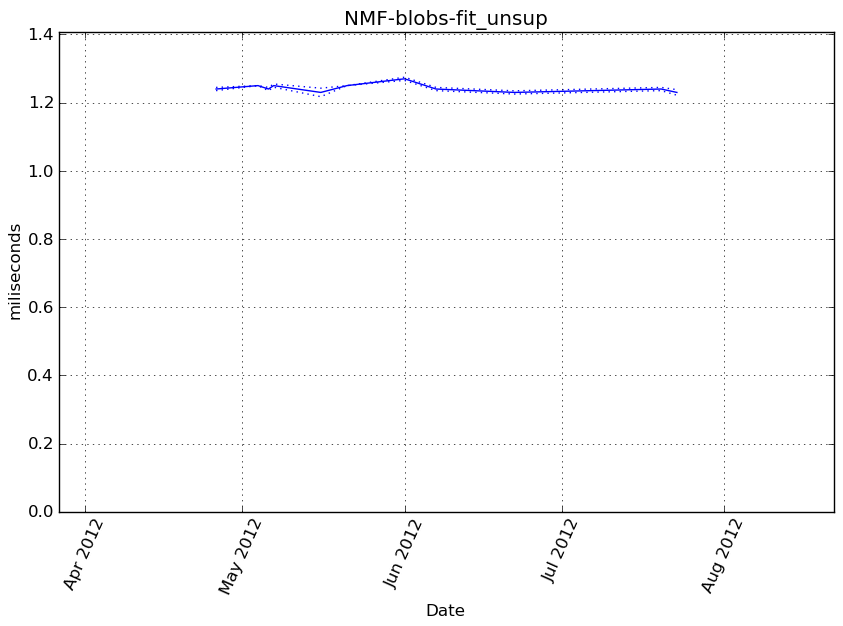 NMF-blobs-fit_unsup
1.4
1.2
1.0
0.8
0.6
0.4
0.2
0.0
miliseconds
Apr 2012
May 2012
Jun 2012
Jul 2012
Aug 2012
Date